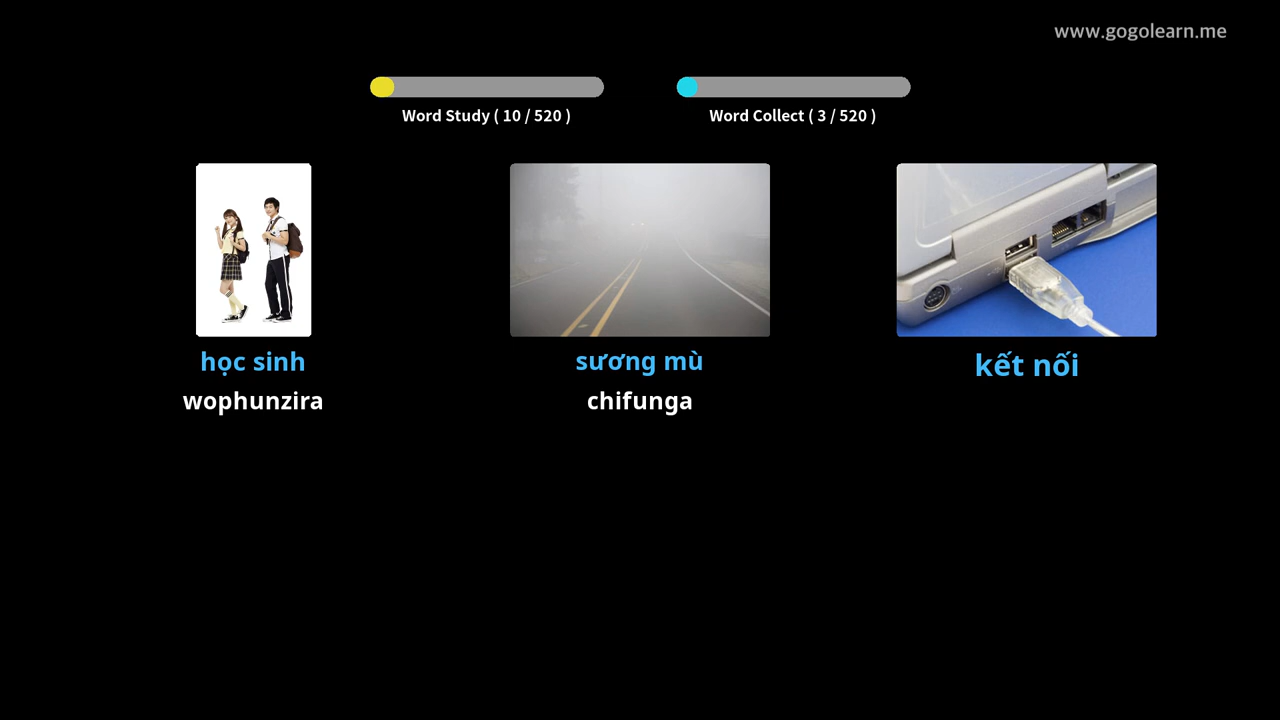 www.gogolearn.me
Word Study ( 10 / 520 )
Word Collect ( 3 / 520 )
học sinh
wophunzira
sương mù
chifunga
kết nối